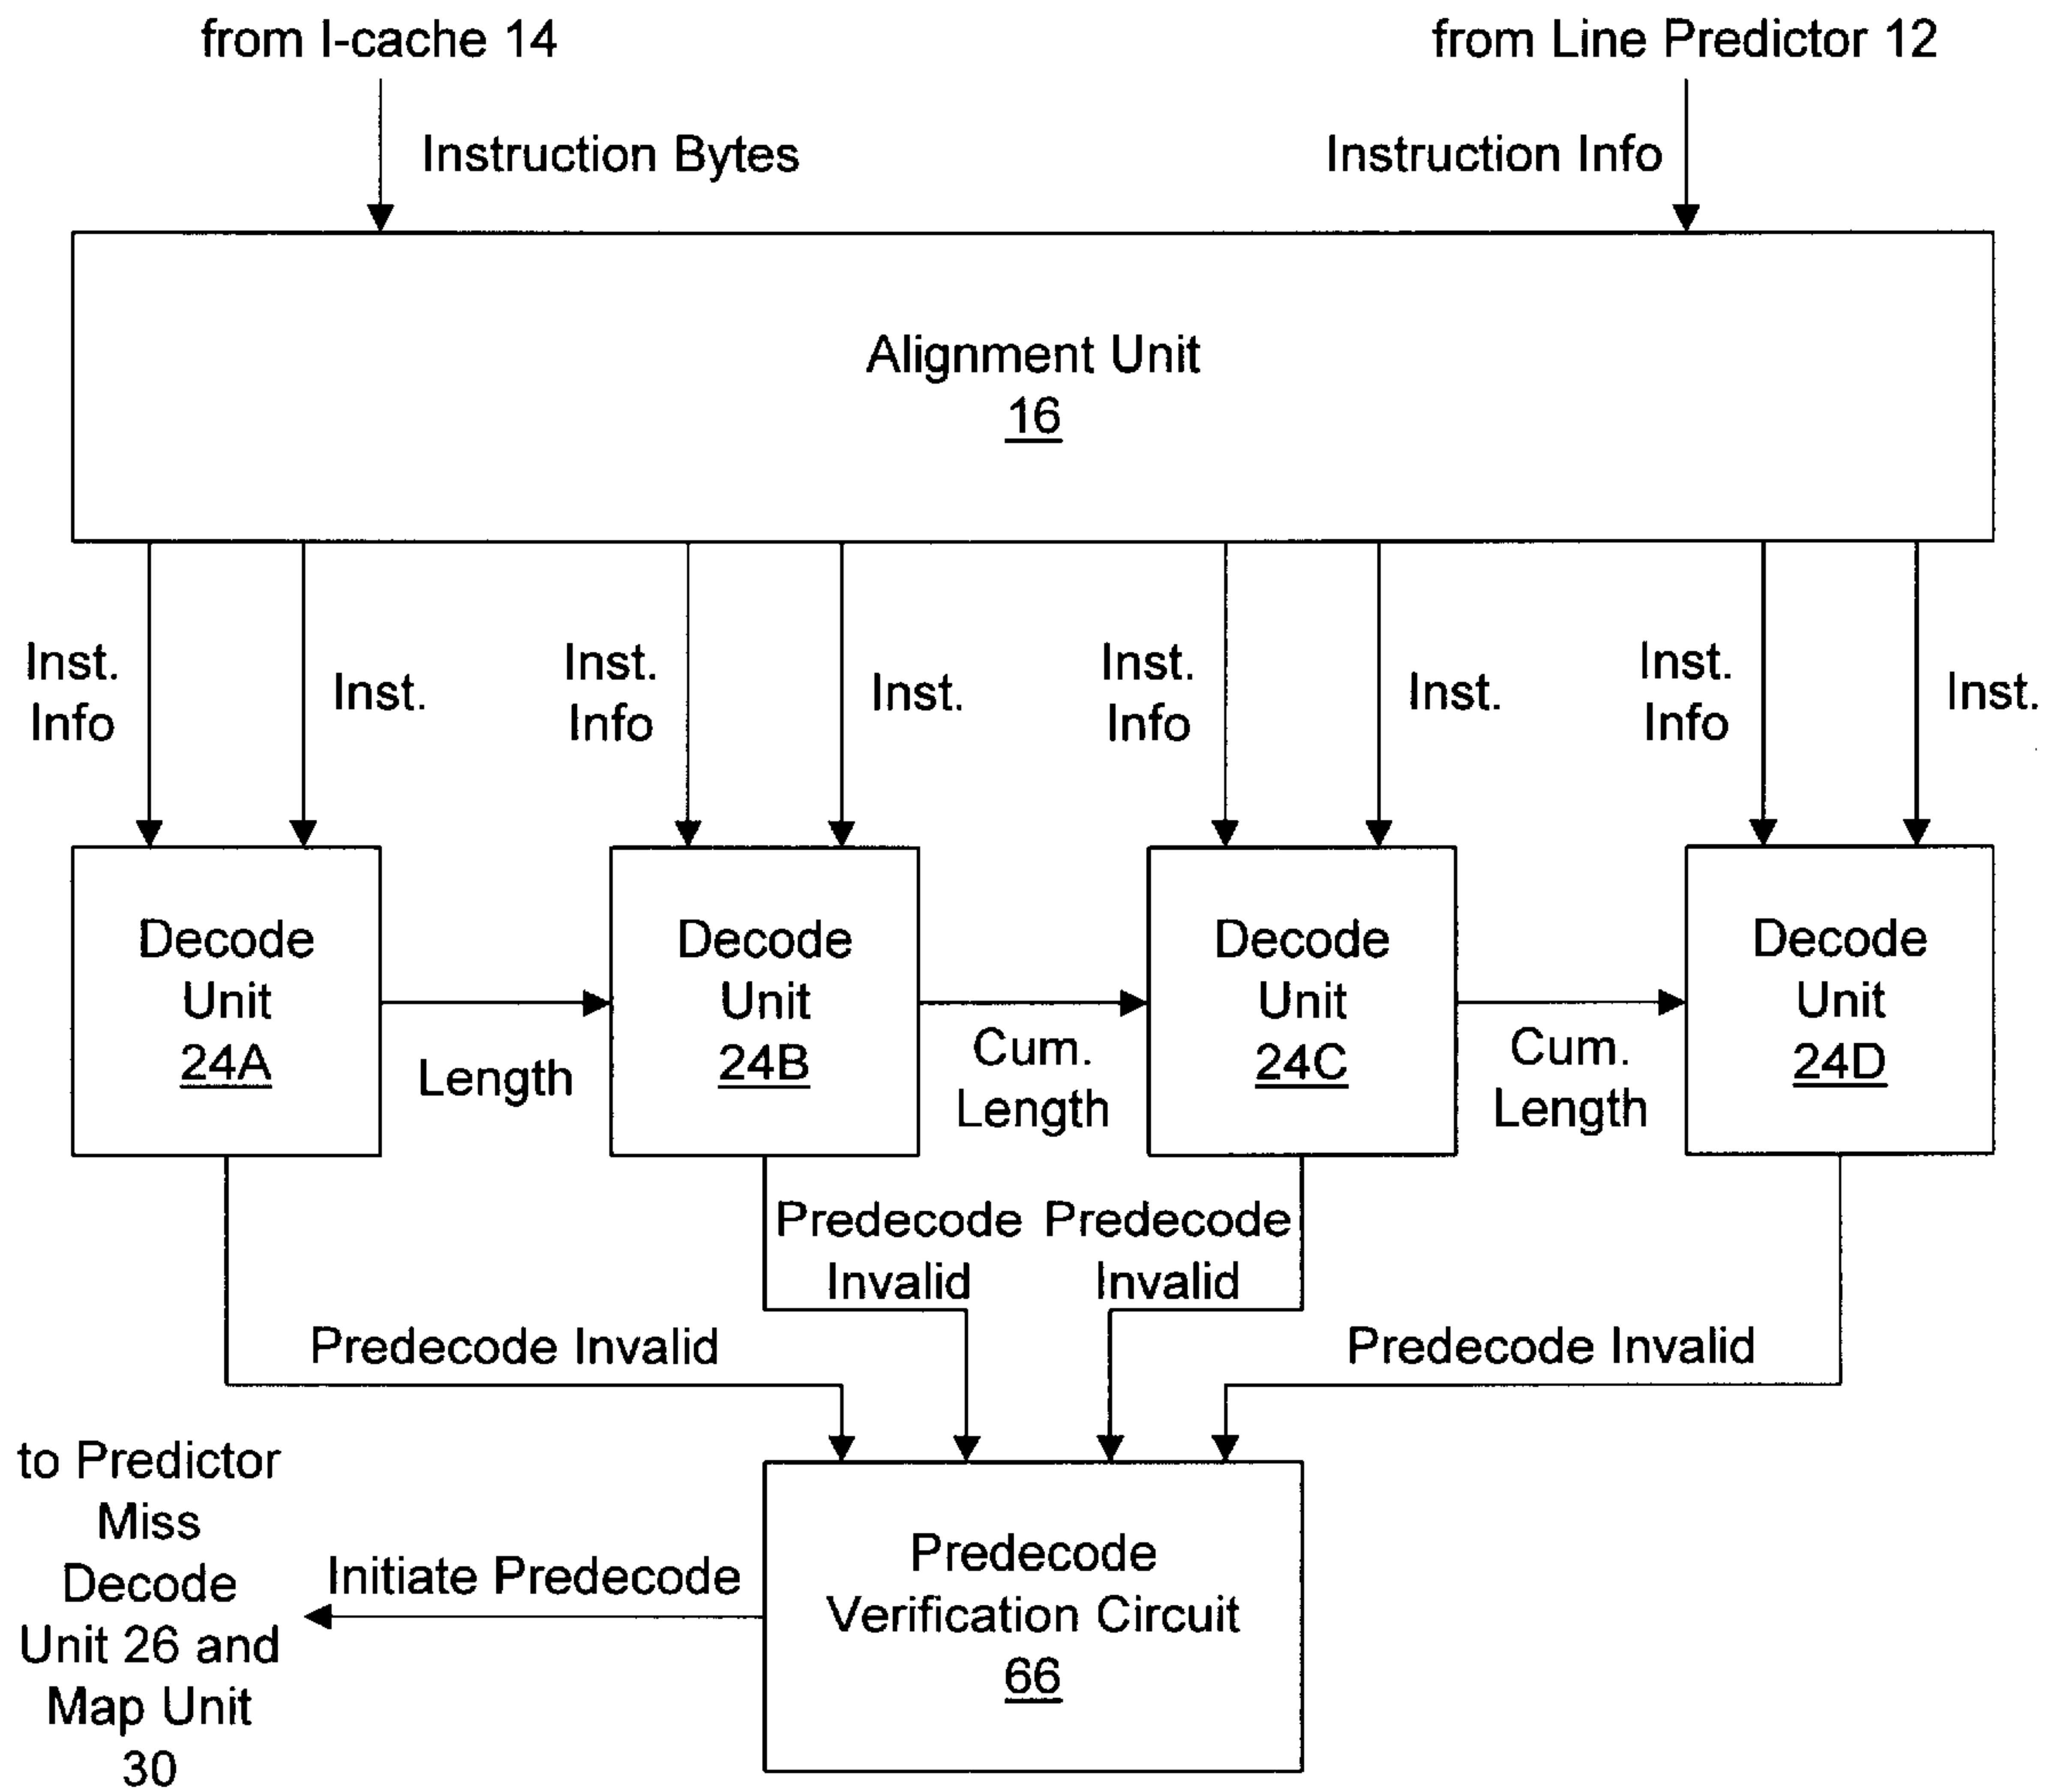 from I-cache 14
from Line Predictor 12
Instruction Bytes
Instruction Info
Alignment Unit
16
Inst.
Info
Inst.
Inst.
Info
Inst.
Inst.
Info
Inst.
Inst.
Info
Inst.
Decode
Unit
24A
Length
Decode
Unit
24B
Cum.
Length
Decode
Unit
24C
Cum.
Length
Decode
Unit
24D
Predecode
Invalid
Predecode
Invalid
Predecode Invalid
Predecode Invalid
to Predictor
Miss
Decode
Unit 26 and
Map Unit
30
Initiate Predecode
Predecode
Verification Circuit
66